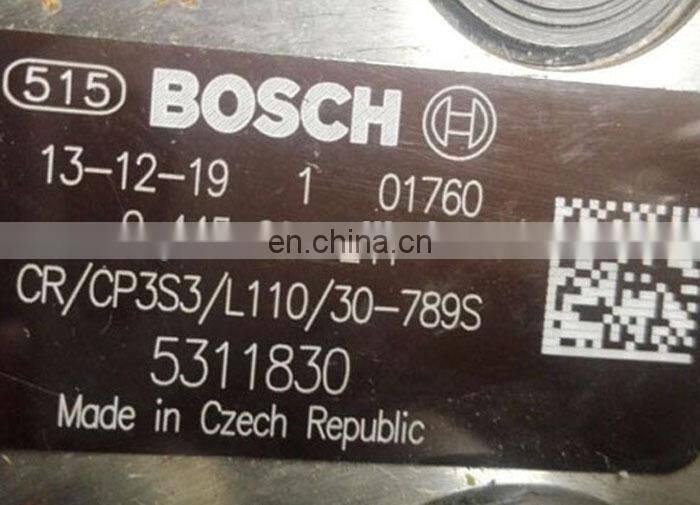 515 BOSCH
13-12-19 1 01760
en.china.cn
CR/CP3S3/L110/30-789S
5311830
Made in Czech Republic